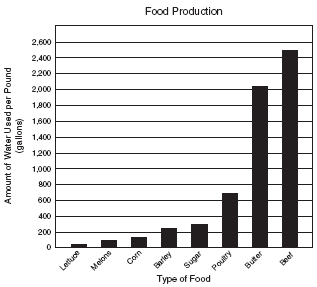 Food Production
Amount of Water Used per Pound
(gallons)
2,600
2,400
2,200
2,000
1,800
1,600
1,400
1,200
1,000
800
600
400
200
0
Lettuce
Melons
Corn
Barley
Sugar
Poultry
Butter
Beef
Type of Food